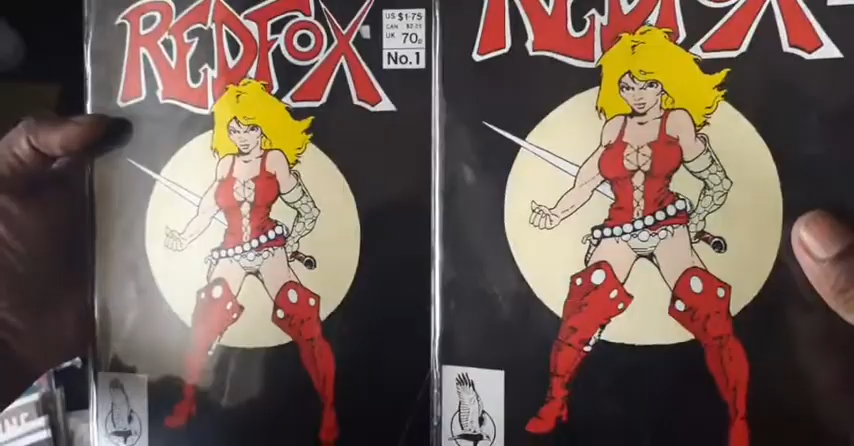 REDFOX
US $1·75
CAN $2·25
UK 70p
No.1
REDFOX